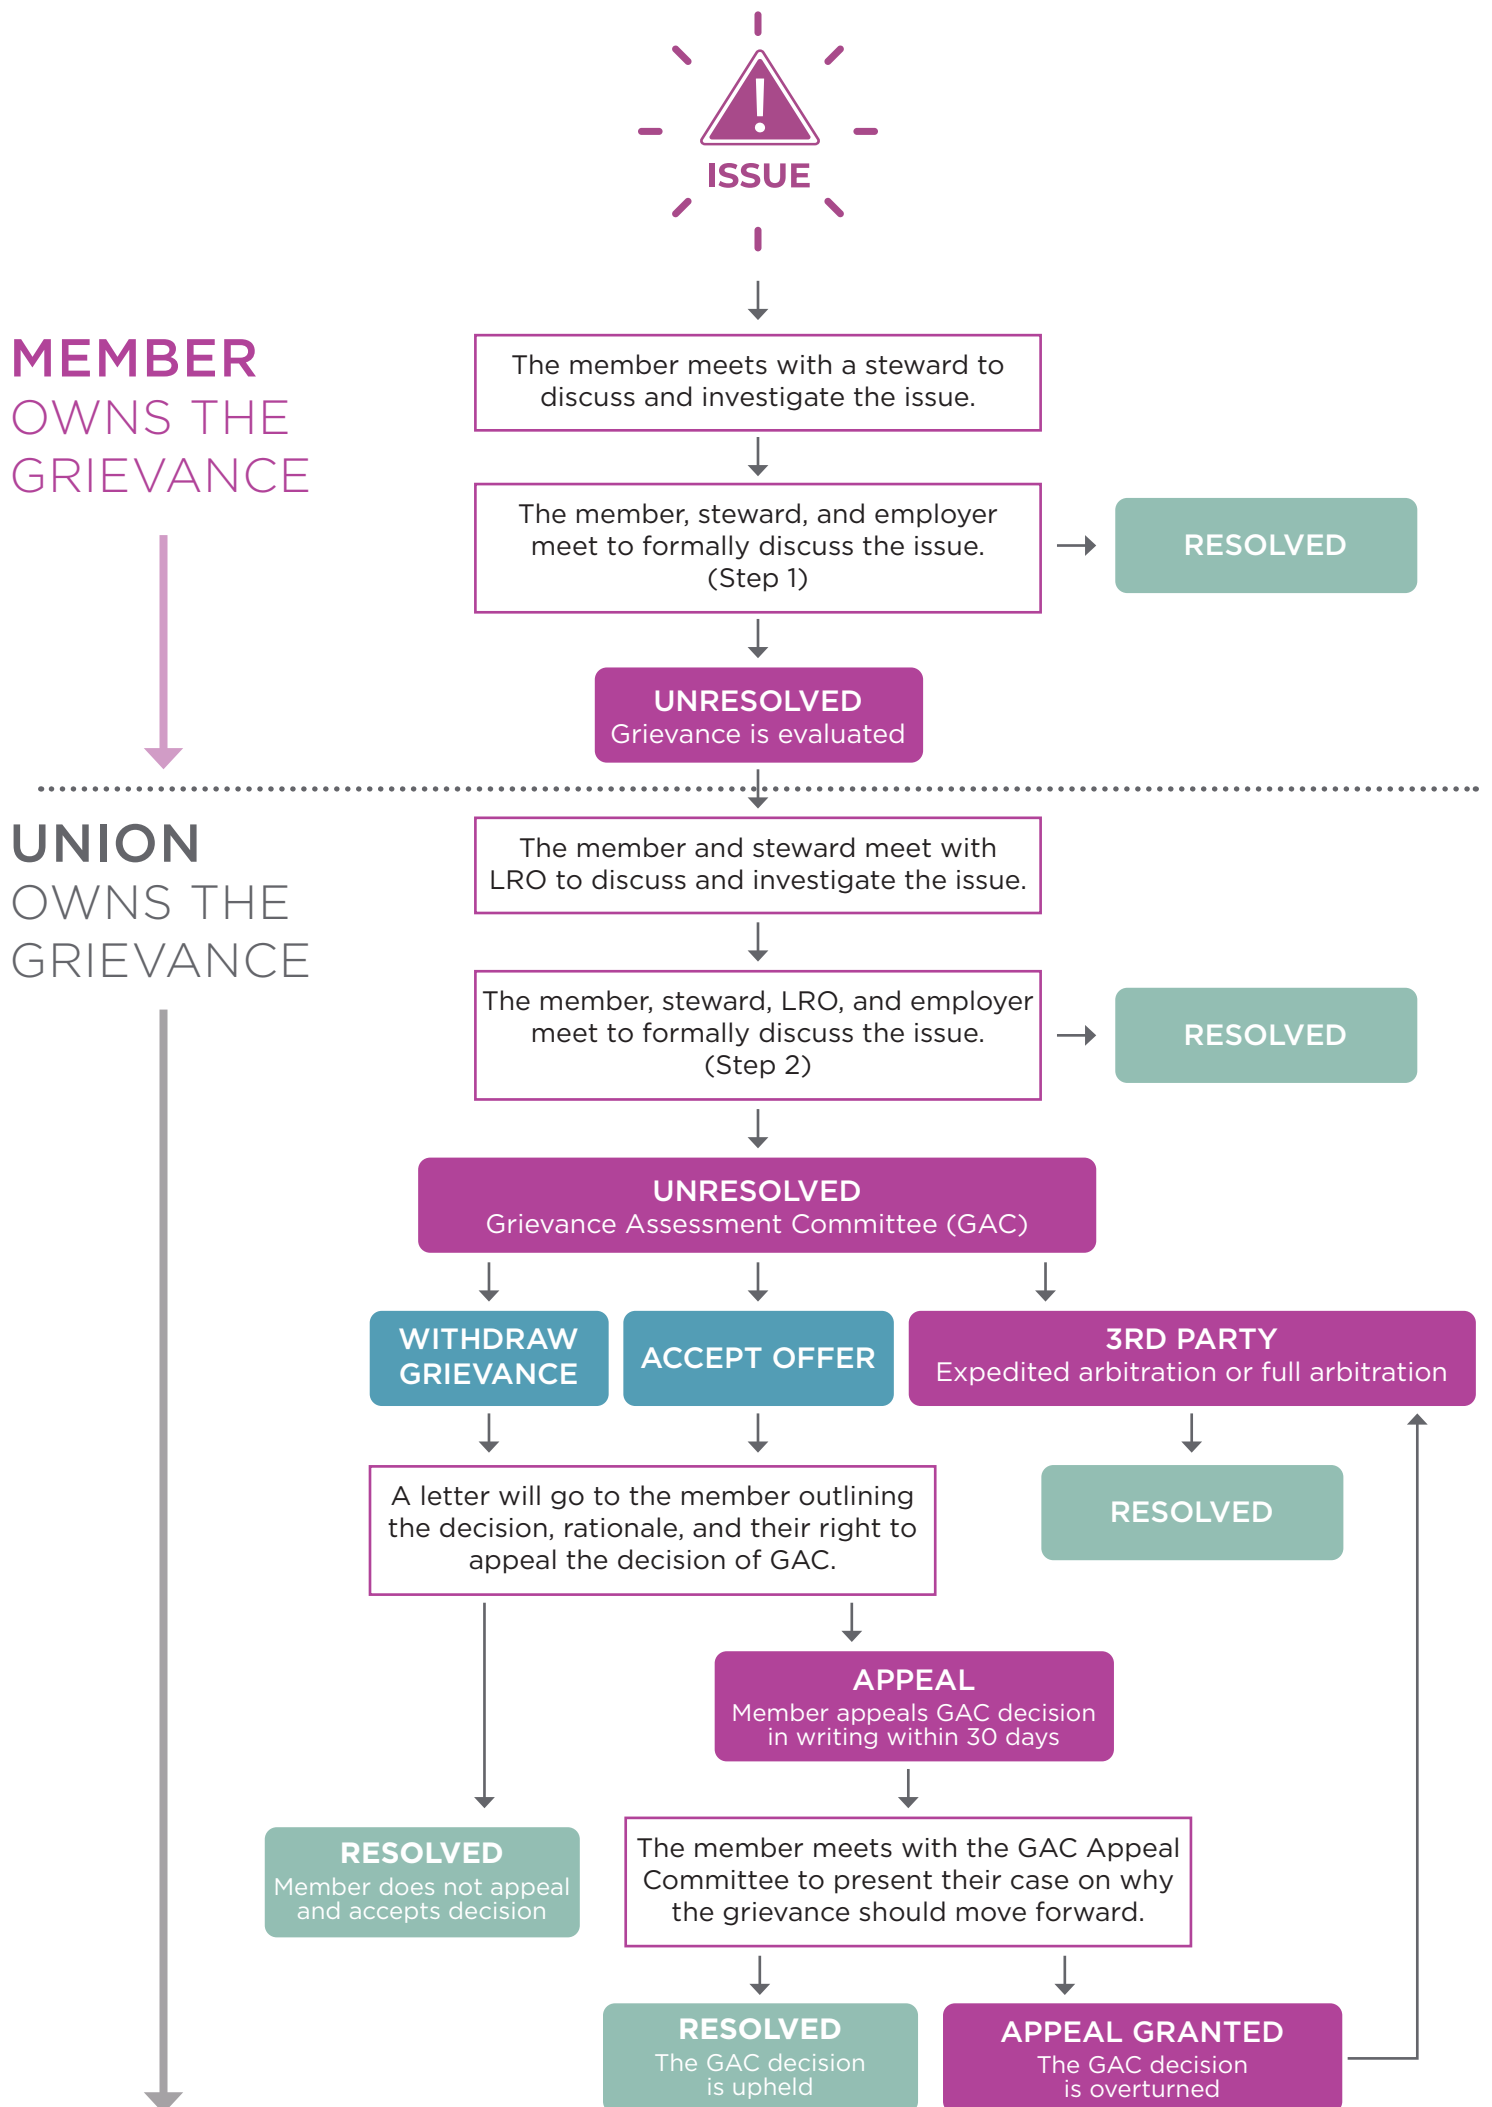 ISSUE
MEMBER
OWNS THE
GRIEVANCE
The member meets with a steward to
discuss and investigate the issue.
The member, steward, and employer
meet to formally discuss the issue.
(Step 1)
RESOLVED
UNRESOLVED
Grievance is evaluated
UNION
OWNS THE
GRIEVANCE
The member and steward meet with
LRO to discuss and investigate the issue.
The member, steward, LRO, and employer
meet to formally discuss the issue.
(Step 2)
RESOLVED
UNRESOLVED
Grievance Assessment Committee (GAC)
WITHDRAW
GRIEVANCE
ACCEPT OFFER
3RD PARTY
Expedited arbitration or full arbitration
A letter will go to the member outlining
the decision, rationale, and their right to
appeal the decision of GAC.
RESOLVED
APPEAL
Member appeals GAC decision
in writing within 30 days
RESOLVED
Member does not appeal
and accepts decision
The member meets with the GAC Appeal
Committee to present their case on why
the grievance should move forward.
RESOLVED
The GAC decision
is upheld
APPEAL GRANTED
The GAC decision
is overturned